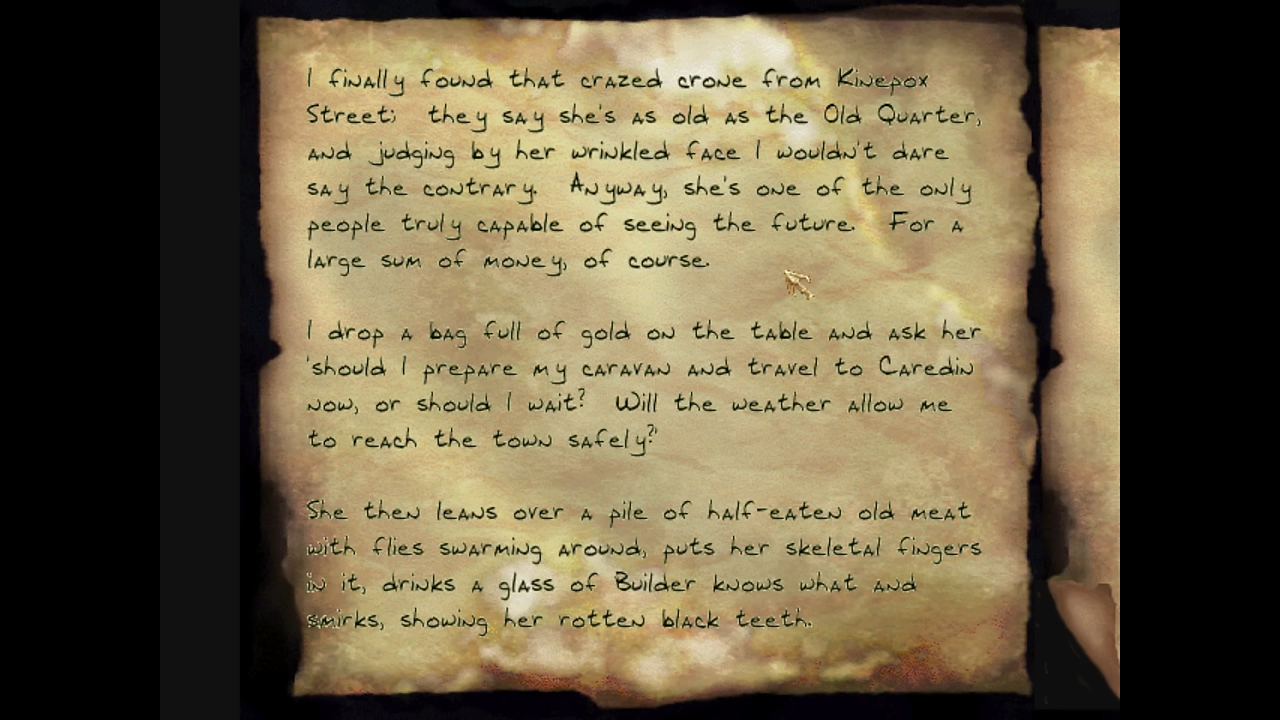 I finally found that crazed crone from Kinepox
Street; they say she's as old as the Old Quarter,
and judging by her wrinkled face I wouldn't dare
say the contrary. Anyway, she's one of the only
people truly capable of seeing the future. For a
large sum of money, of course.
I drop a bag full of gold on the table and ask her
'should I prepare my caravan and travel to Caredin
now, or should I wait? Will the weather allow me
to reach the town safely?'
She then leans over a pile of half-eaten old meat
with flies swarming around, puts her skeletal fingers
in it, drinks a glass of Builder knows what and
smirks, showing her rotten black teeth.